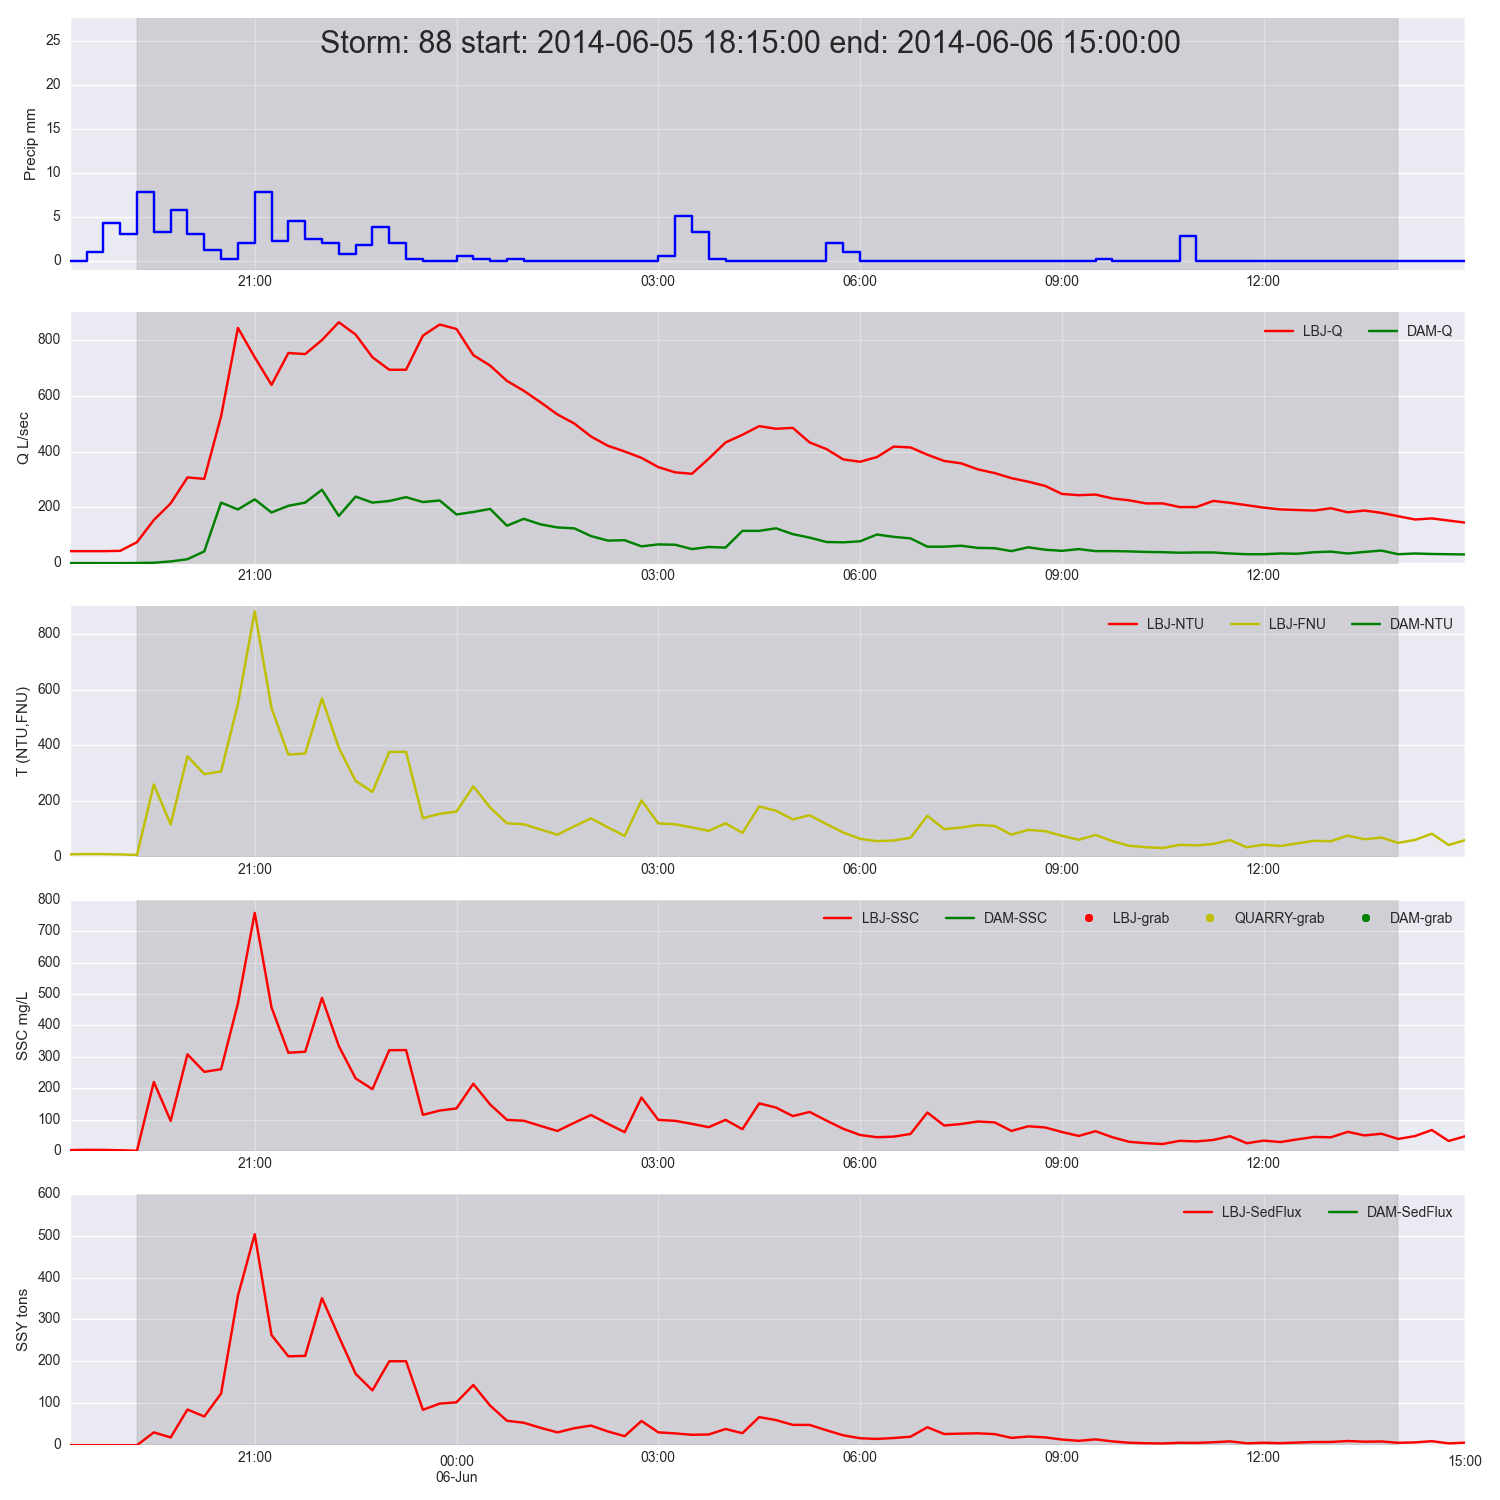 Storm: 88 start: 2014-06-05 18:15:00 end: 2014-06-06 15:00:00
Precip mm
25
20
15
10
5
0
21:00 03:00 06:00 09:00 12:00
Q L/sec
LBJ-Q DAM-Q
800
600
400
200
0
21:00 03:00 06:00 09:00 12:00
T (NTU,FNU)
LBJ-NTU LBJ-FNU DAM-NTU
800
600
400
200
0
21:00 03:00 06:00 09:00 12:00
SSC mg/L
800
LBJ-SSC DAM-SSC LBJ-grab QUARRY-grab DAM-grab
700
600
500
400
300
200
100
0
21:00 03:00 06:00 09:00 12:00
SSY tons
600
LBJ-SedFlux DAM-SedFlux
500
400
300
200
100
0
21:00 00:00 03:00 06:00 09:00 12:00 15:00
06-Jun